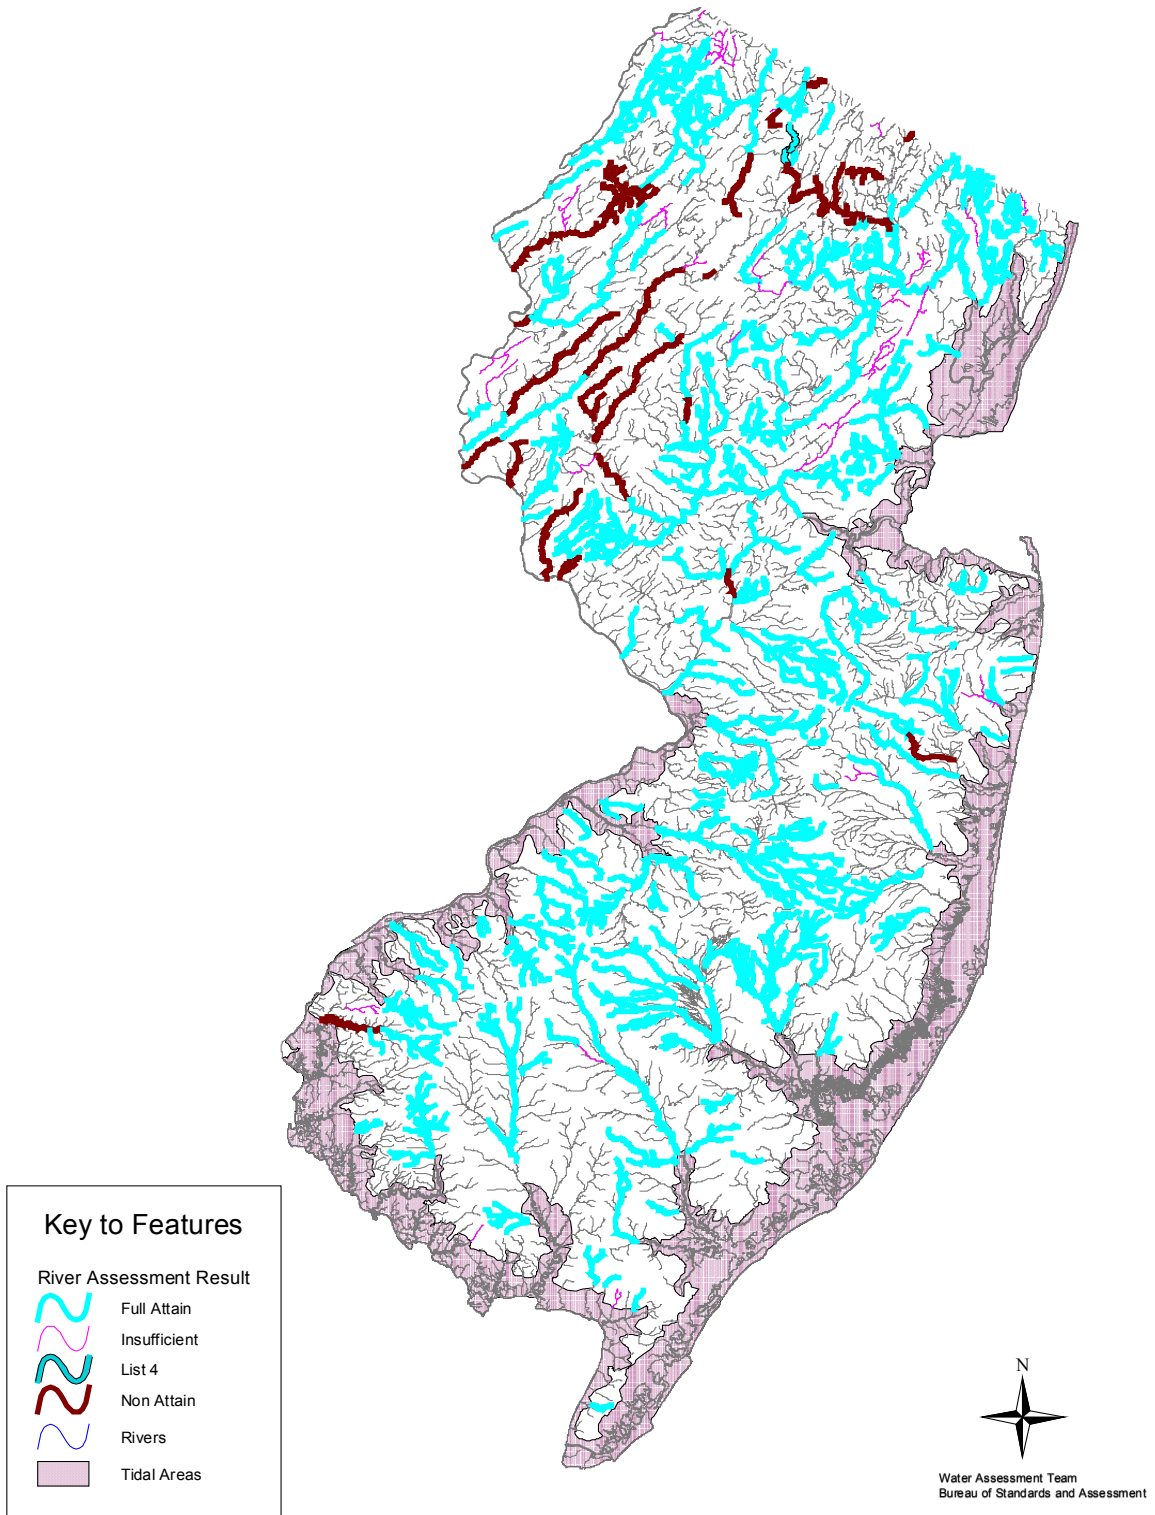 Key to Features
River Assessment Result
Full Attain
Insufficient
List 4
Non Attain
Rivers
Tidal Areas
N
Water Assessment Team
Bureau of Standards and Assessment